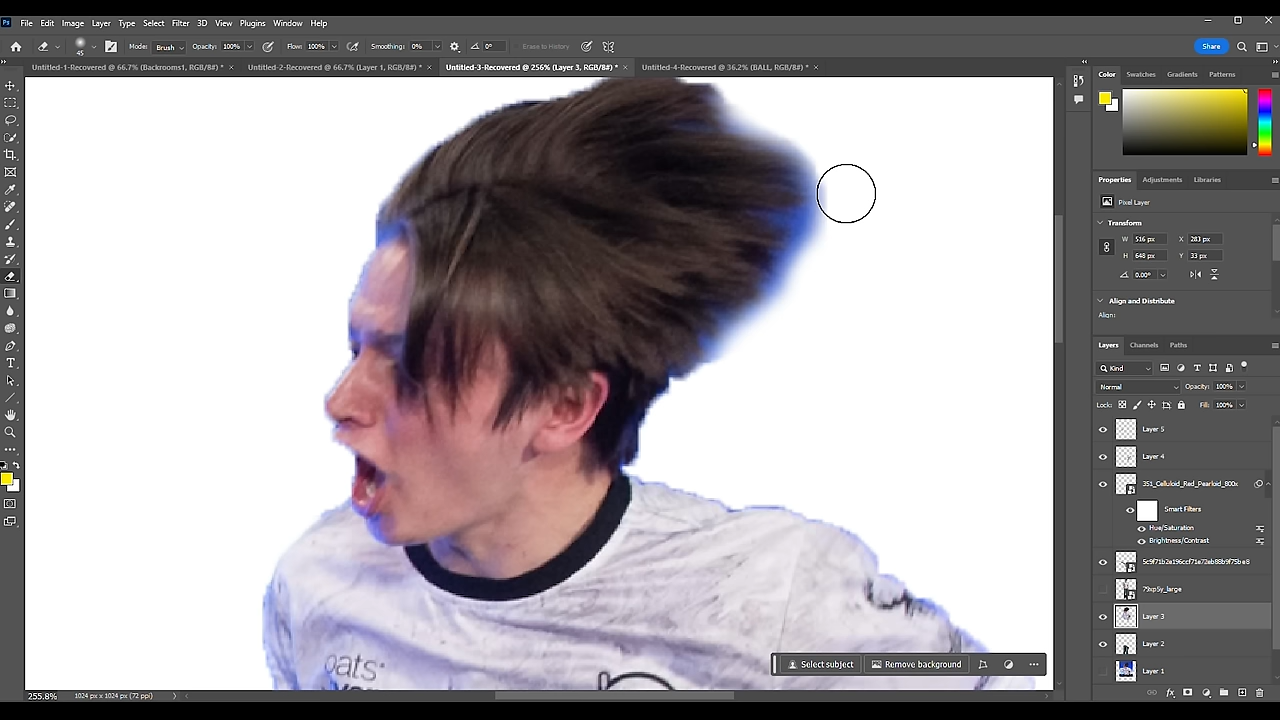 Ps File Edit Image Layer Type Select Filter 3D View Plugins Window Help
45 Mode: Brush Opacity: 100% Flow: 100% Smoothing: 0% 0° Erase to History Share
Untitled-1-Recovered @ 66.7% (Backrooms1, RGB/8#) * × Untitled-2-Recovered @ 66.7% (Layer 1, RGB/8#) * × Untitled-3-Recovered @ 256% (Layer 3, RGB/8#) * × Untitled-4-Recovered @ 36.2% (BALL, RGB/8#) * ×
Color Swatches Gradients Patterns
Properties Adjustments Libraries
Pixel Layer
Transform
W 516 px X 283 px
H 648 px Y 33 px
0.00°
Align and Distribute
Align:
Layers Channels Paths
Kind
Normal Opacity: 100%
Lock: Fill: 100%
Layer 5
Layer 4
351_Celluloid_Red_Pearloid_800x
Smart Filters
Hue/Saturation
Brightness/Contrast
Layer 3
Layer 2
Layer 1
oats:
Select subject Remove background
255.8% 1024 px x 1024 px (72 ppi)